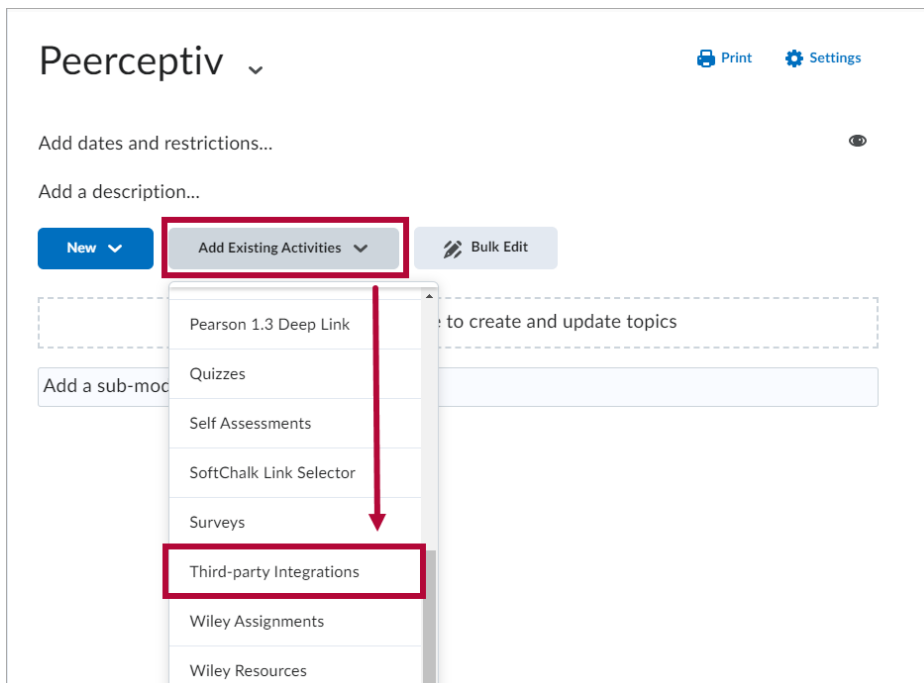 Peerceptiv
Print Settings
Add dates and restrictions...
Add a description...
New Add Existing Activities Bulk Edit
to create and update topics
Add a sub-mod
Pearson 1.3 Deep Link
Quizzes
Self Assessments
SoftChalk Link Selector
Surveys
Third-party Integrations
Wiley Assignments
Wiley Resources